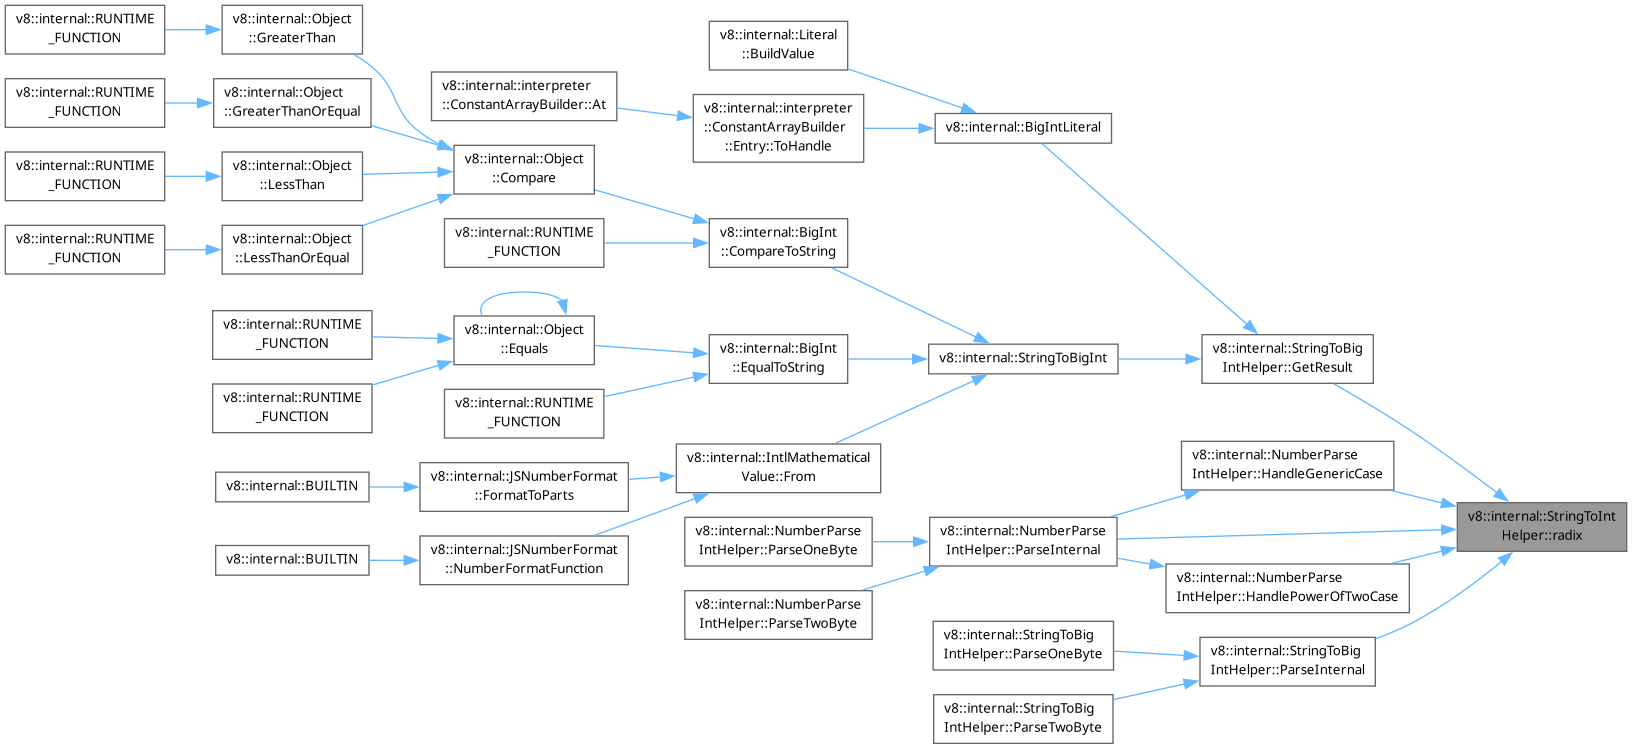 v8::internal::RUNTIME
_FUNCTION
v8::internal::Object
::GreaterThan
v8::internal::RUNTIME
_FUNCTION
v8::internal::Object
::GreaterThanOrEqual
v8::internal::RUNTIME
_FUNCTION
v8::internal::Object
::LessThan
v8::internal::RUNTIME
_FUNCTION
v8::internal::Object
::LessThanOrEqual
v8::internal::RUNTIME
_FUNCTION
v8::internal::RUNTIME
_FUNCTION
v8::internal::BUILTIN
v8::internal::BUILTIN
v8::internal::interpreter
::ConstantArrayBuilder::At
v8::internal::Object
::Compare
v8::internal::RUNTIME
_FUNCTION
v8::internal::Object
::Equals
v8::internal::RUNTIME
_FUNCTION
v8::internal::JSNumberFormat
::FormatToParts
v8::internal::JSNumberFormat
::NumberFormatFunction
v8::internal::Literal
::BuildValue
v8::internal::interpreter
::ConstantArrayBuilder
::Entry::ToHandle
v8::internal::BigInt
::CompareToString
v8::internal::BigInt
::EqualToString
v8::internal::IntlMathematical
Value::From
v8::internal::NumberParse
IntHelper::ParseOneByte
v8::internal::NumberParse
IntHelper::ParseTwoByte
v8::internal::BigIntLiteral
v8::internal::StringToBigInt
v8::internal::NumberParse
IntHelper::ParseInternal
v8::internal::StringToBig
IntHelper::ParseOneByte
v8::internal::StringToBig
IntHelper::ParseTwoByte
v8::internal::StringToBig
IntHelper::GetResult
v8::internal::NumberParse
IntHelper::HandleGenericCase
v8::internal::NumberParse
IntHelper::HandlePowerOfTwoCase
v8::internal::StringToBig
IntHelper::ParseInternal
v8::internal::StringToInt
Helper::radix